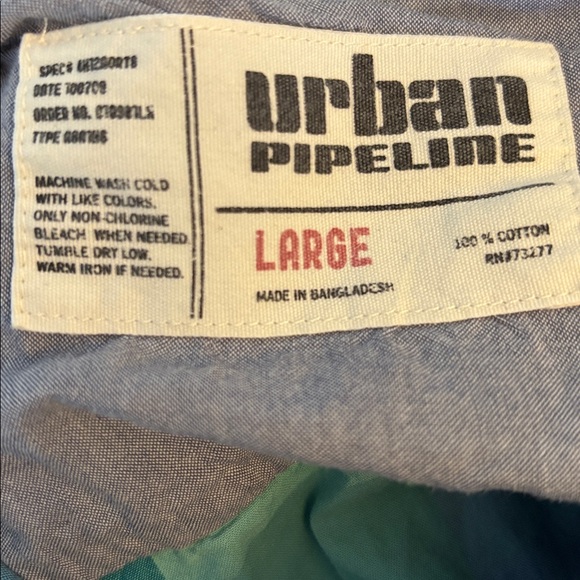 DATE 100709
TYPE
MACHINE WASH COLD
WITH LIKE COLORS.
ONLY NON-CHLORINE
BLEACH WHEN NEEDED
TUMBLE DRY LOW.
WARM IRON IF NEEDED.
urban
PIPELINE
LARGE
MADE IN BANGLADESH
100 % COTTON
RN#73277
SPEC#
ORDER NO.